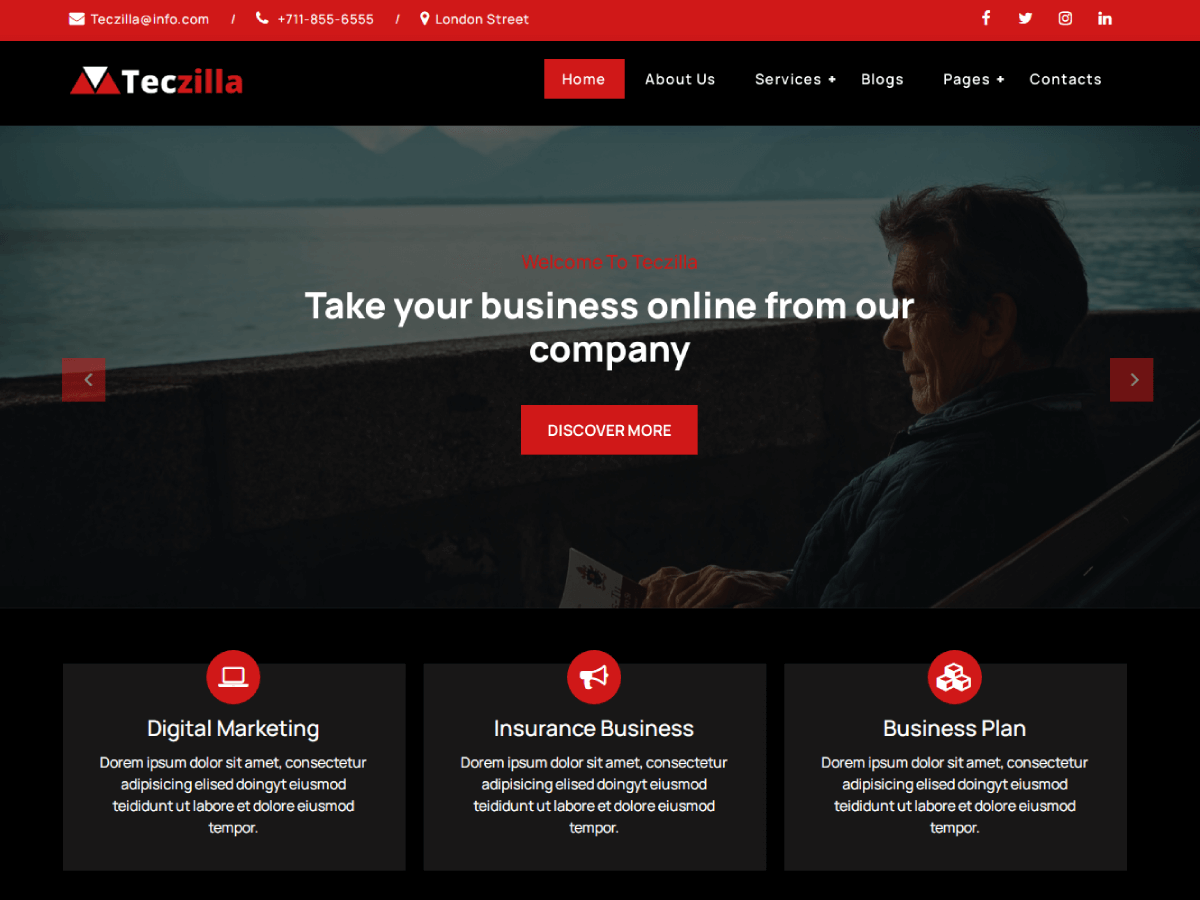 Teczilla@info.com / +711-855-6555 / London Street
Teczilla
Home About Us Services + Blogs Pages + Contacts
Welcome To Teczilla
Take your business online from our
company
DISCOVER MORE
Digital Marketing
Dorem ipsum dolor sit amet, consectetur
adipisicing elised doingyt eiusmod
teididunt ut labore et dolore eiusmod
tempor.
Insurance Business
Dorem ipsum dolor sit amet, consectetur
adipisicing elised doingyt eiusmod
teididunt ut labore et dolore eiusmod
tempor.
Business Plan
Dorem ipsum dolor sit amet, consectetur
adipisicing elised doingyt eiusmod
teididunt ut labore et dolore eiusmod
tempor.